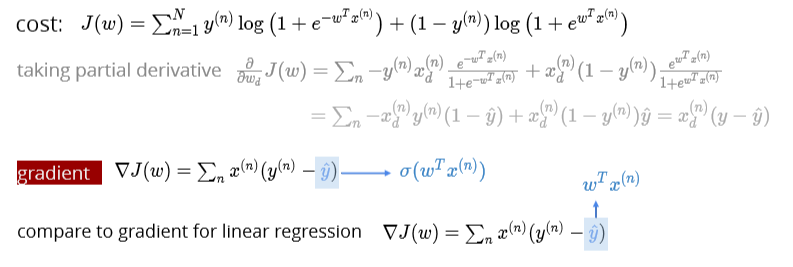 cost: J(w) = ∑_{n=1}^{N} y^{(n)} log (1 + e^{-w^T x^{(n)}}) + (1 − y^{(n)}) log (1 + e^{w^T x^{(n)}})
taking partial derivative ∂/∂w_d J(w) = ∑_n −y^{(n)} x_d^{(n)} e^{-w^T x^{(n)}}/(1+e^{-w^T x^{(n)}}) + x_d^{(n)} (1 − y^{(n)}) e^{w^T x^{(n)}}/(1+e^{w^T x^{(n)}})
= ∑_n −x_d^{(n)} y^{(n)} (1 − ŷ) + x_d^{(n)} (1 − y^{(n)}) ŷ = x_d^{(n)} (y − ŷ)
gradient ∇J(w) = ∑_n x^{(n)} (y^{(n)} − ŷ) → σ(w^T x^{(n)})
w^T x^{(n)}
compare to gradient for linear regression ∇J(w) = ∑_n x^{(n)} (y^{(n)} − ŷ)